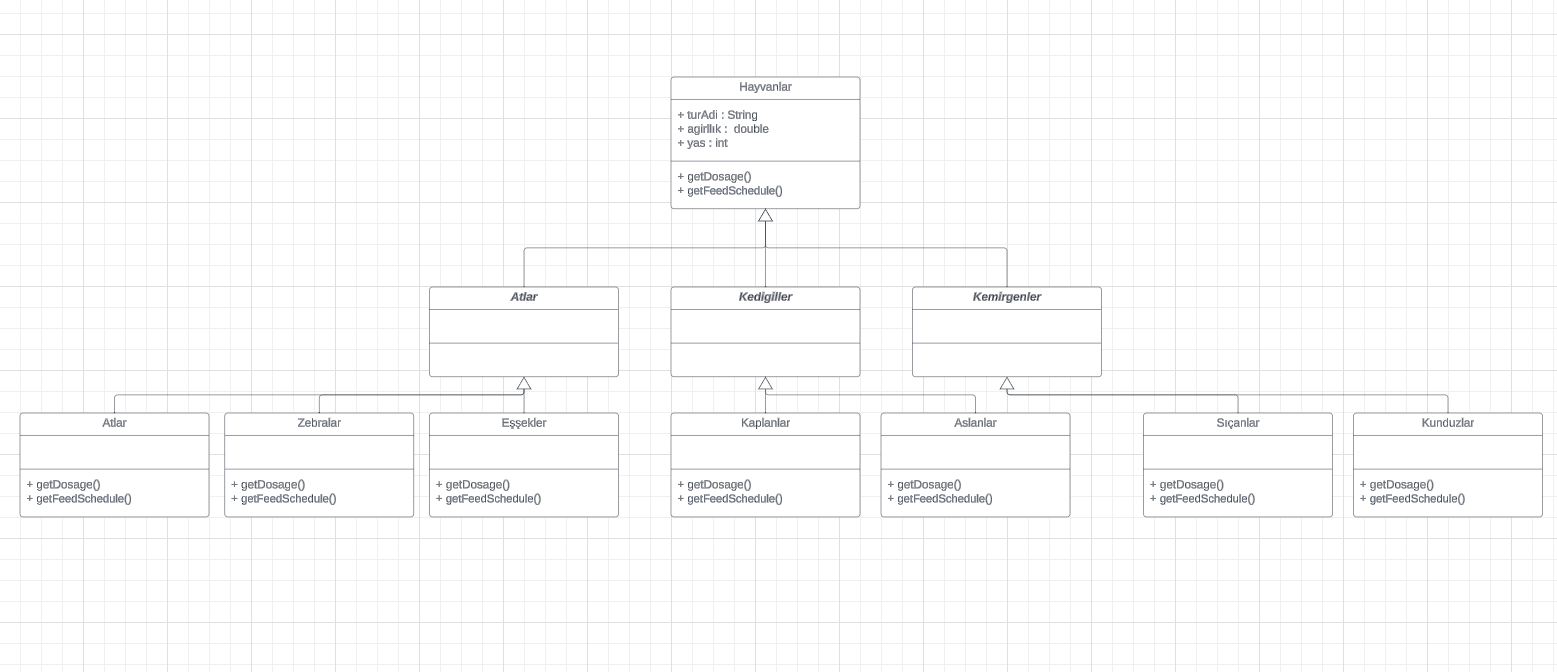 Hayvanlar
+ turAdi : String
+ agirllık : double
+ yas : int
+ getDosage()
+ getFeedSchedule()
Atlar
Kedigiller
Kemirgenler
Atlar
+ getDosage()
+ getFeedSchedule()
Zebralar
+ getDosage()
+ getFeedSchedule()
Eşşekler
+ getDosage()
+ getFeedSchedule()
Kaplanlar
+ getDosage()
+ getFeedSchedule()
Aslanlar
+ getDosage()
+ getFeedSchedule()
Sıçanlar
+ getDosage()
+ getFeedSchedule()
Kunduzlar
+ getDosage()
+ getFeedSchedule()